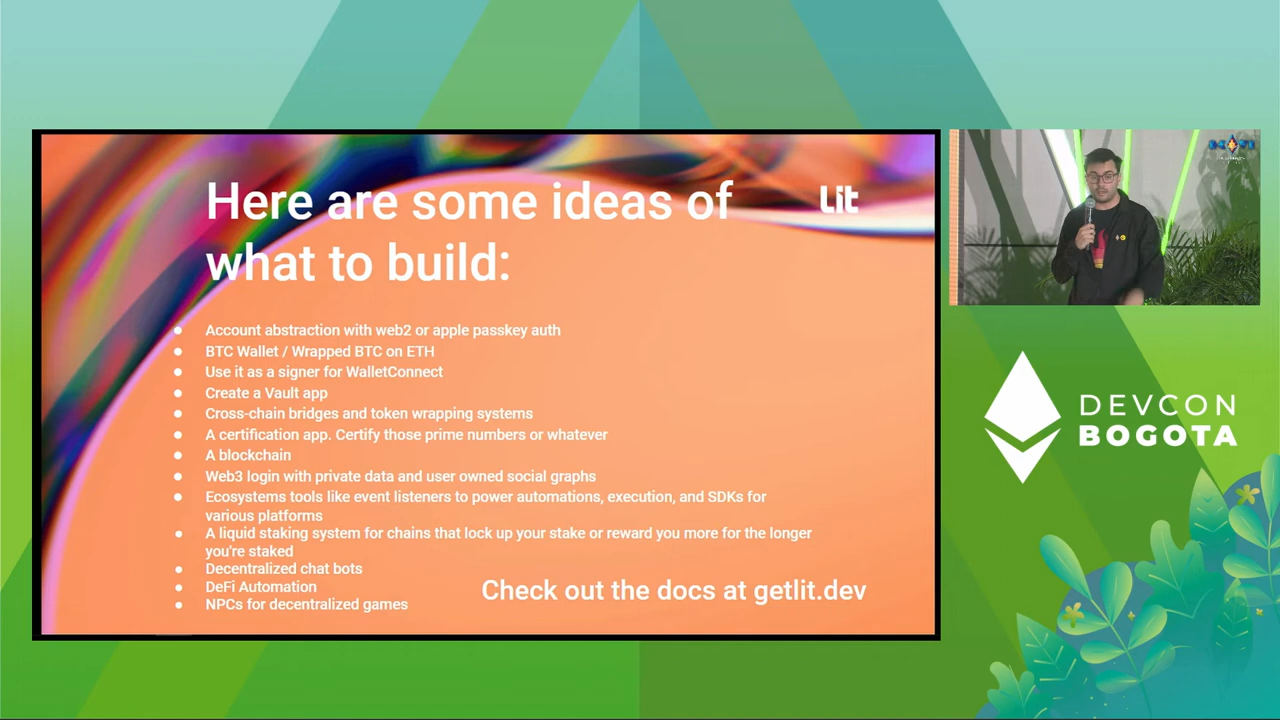 Here are some ideas of
what to build:
Lit
● Account abstraction with web2 or apple passkey auth
● BTC Wallet / Wrapped BTC on ETH
● Use it as a signer for WalletConnect
● Create a Vault app
● Cross-chain bridges and token wrapping systems
● A certification app. Certify those prime numbers or whatever
● A blockchain
● Web3 login with private data and user owned social graphs
● Ecosystems tools like event listeners to power automations, execution, and SDKs for
various platforms
● A liquid staking system for chains that lock up your stake or reward you more for the longer
you're staked
● Decentralized chat bots
● DeFi Automation
● NPCs for decentralized games
Check out the docs at getlit.dev
DEVCON
BOGOTA